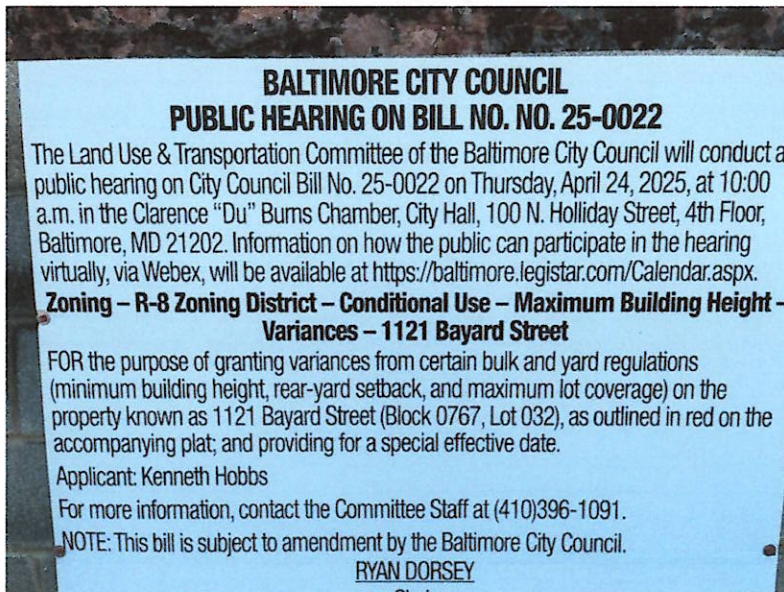 BALTIMORE CITY COUNCIL
PUBLIC HEARING ON BILL NO. NO. 25-0022
The Land Use & Transportation Committee of the Baltimore City Council will conduct a
public hearing on City Council Bill No. 25-0022 on Thursday, April 24, 2025, at 10:00
a.m. in the Clarence “Du” Burns Chamber, City Hall, 100 N. Holliday Street, 4th Floor,
Baltimore, MD 21202. Information on how the public can participate in the hearing
virtually, via Webex, will be available at https://baltimore.legistar.com/Calendar.aspx.
Zoning – R-8 Zoning District – Conditional Use – Maximum Building Height –
Variances – 1121 Bayard Street
FOR the purpose of granting variances from certain bulk and yard regulations
(minimum building height, rear-yard setback, and maximum lot coverage) on the
property known as 1121 Bayard Street (Block 0767, Lot 032), as outlined in red on the
accompanying plat; and providing for a special effective date.
Applicant: Kenneth Hobbs
For more information, contact the Committee Staff at (410)396-1091.
NOTE: This bill is subject to amendment by the Baltimore City Council.
RYAN DORSEY